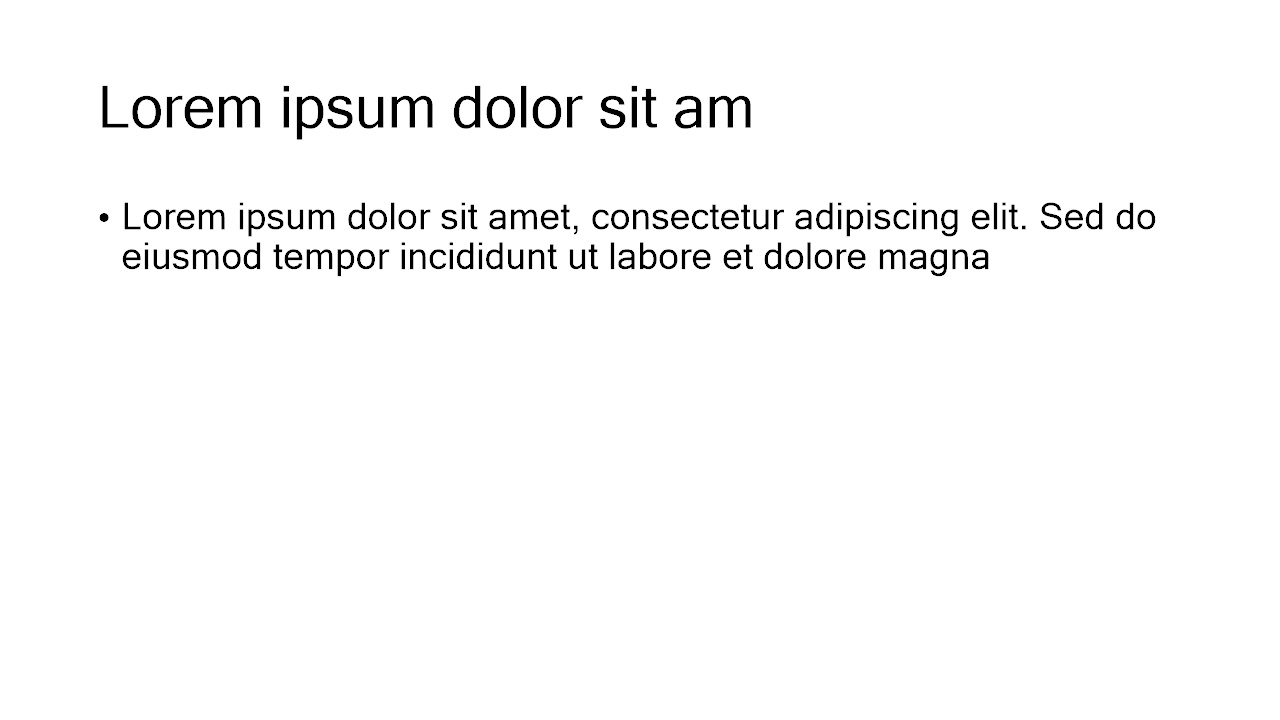 Lorem ipsum dolor sit am
• Lorem ipsum dolor sit amet, consectetur adipiscing elit. Sed do
eiusmod tempor incididunt ut labore et dolore magna